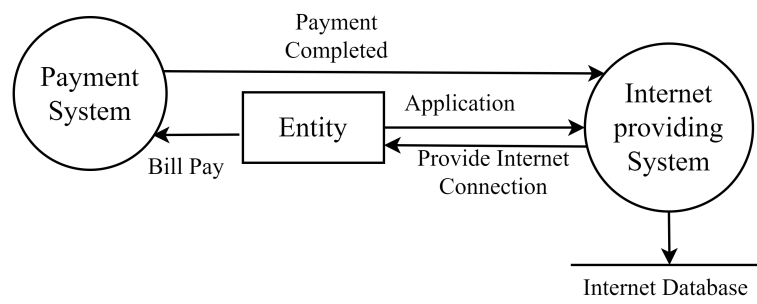 Payment
Completed
Payment
System
Entity
Application
Internet
providing
System
Bill Pay
Provide Internet
Connection
Internet Database